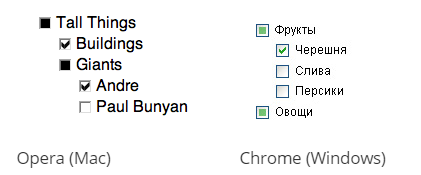 Tall Things
Buildings
Giants
Andre
Paul Bunyan
Opera (Mac)
Фрукты
Черешня
Слива
Персики
Овощи
Chrome (Windows)